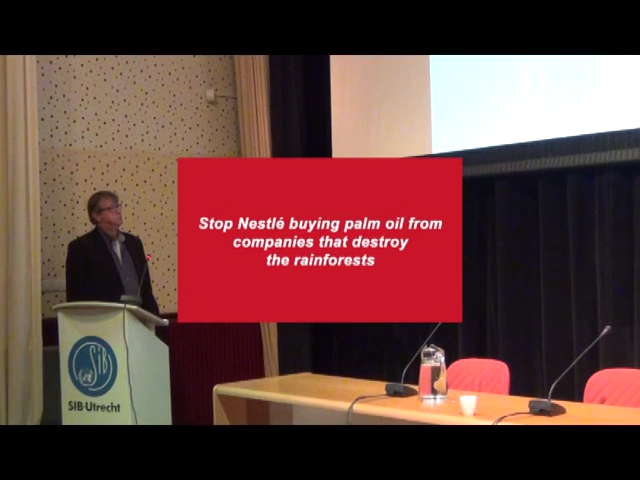 Stop Nestlé buying palm oil from
companies that destroy
the rainforests
SiB
SIB-Utrecht